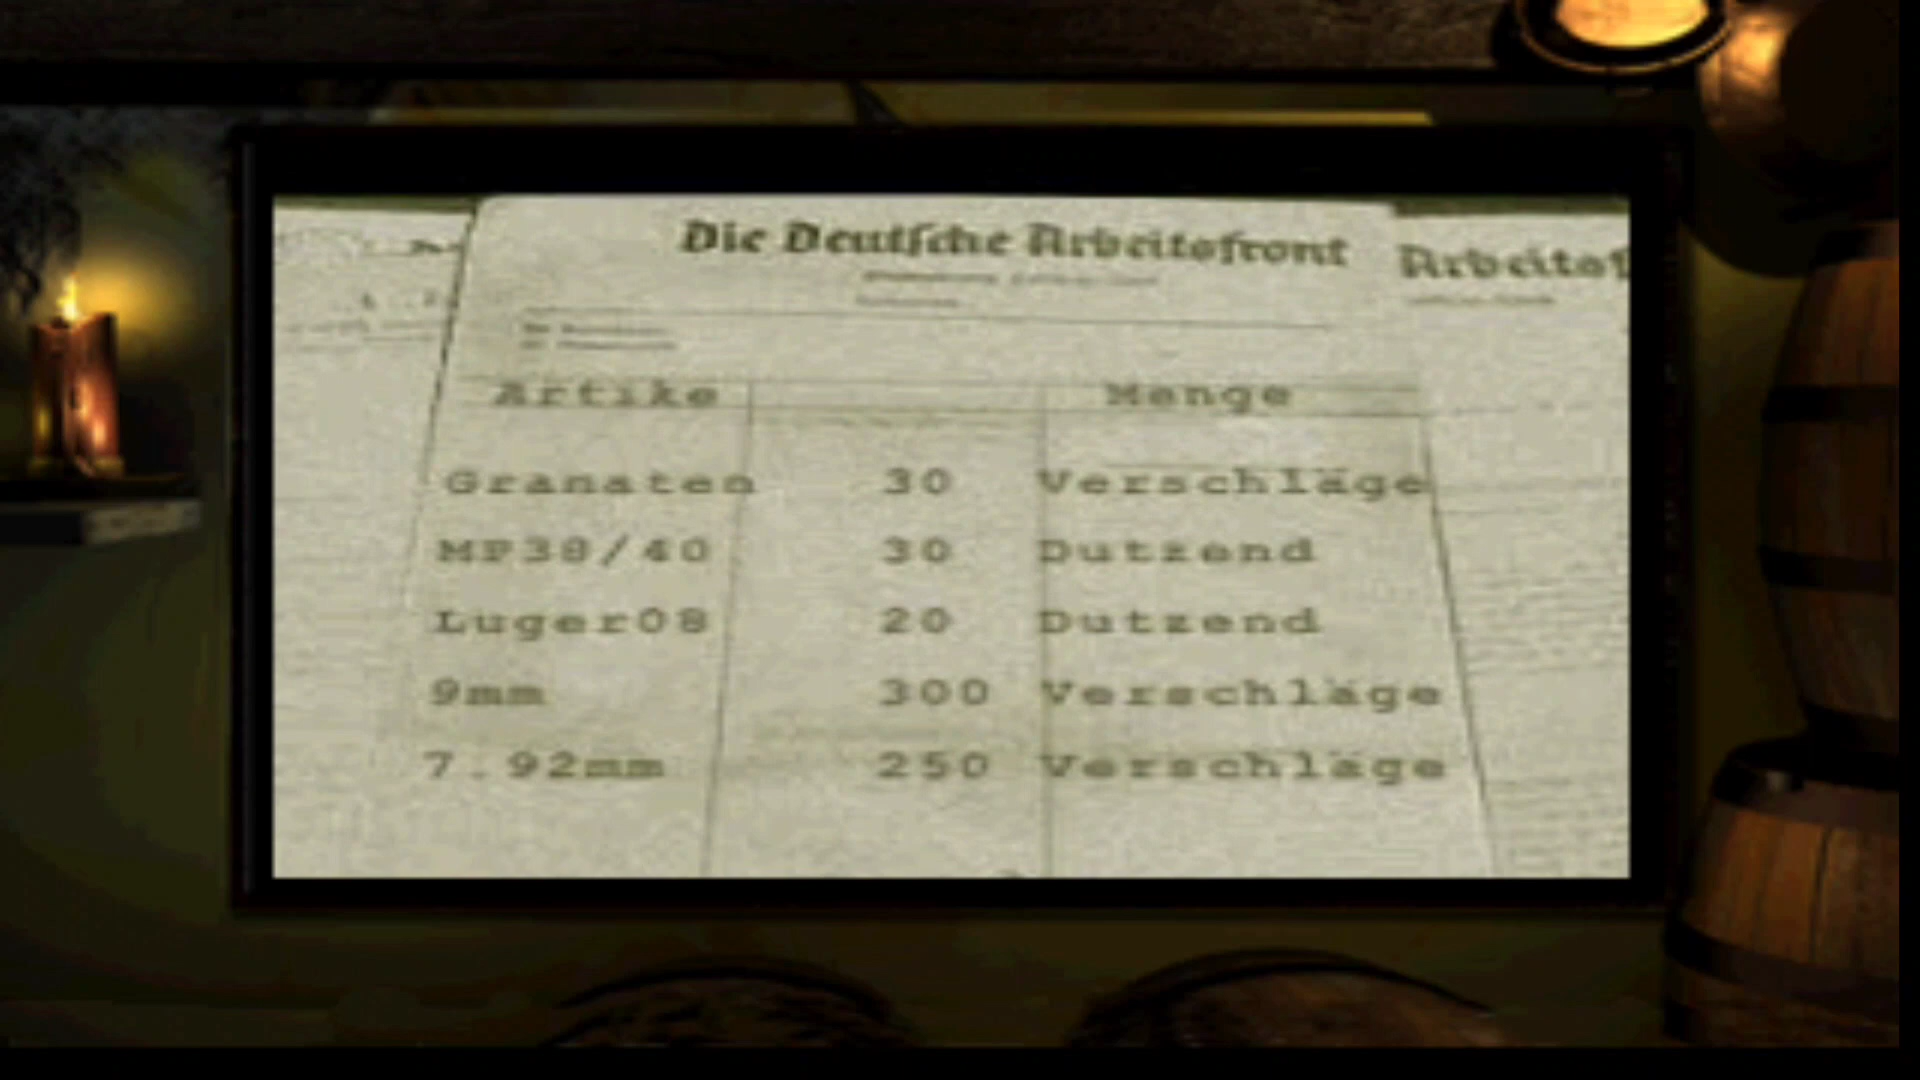 Die Deutsche Arbeitsfront
Arbeitsf
Artike Menge
Granaten 30 Verschläge
MP38/40 30 Dutzend
Luger08 20 Dutzend
9mm 300 Verschläge
7.92mm 250 Verschläge